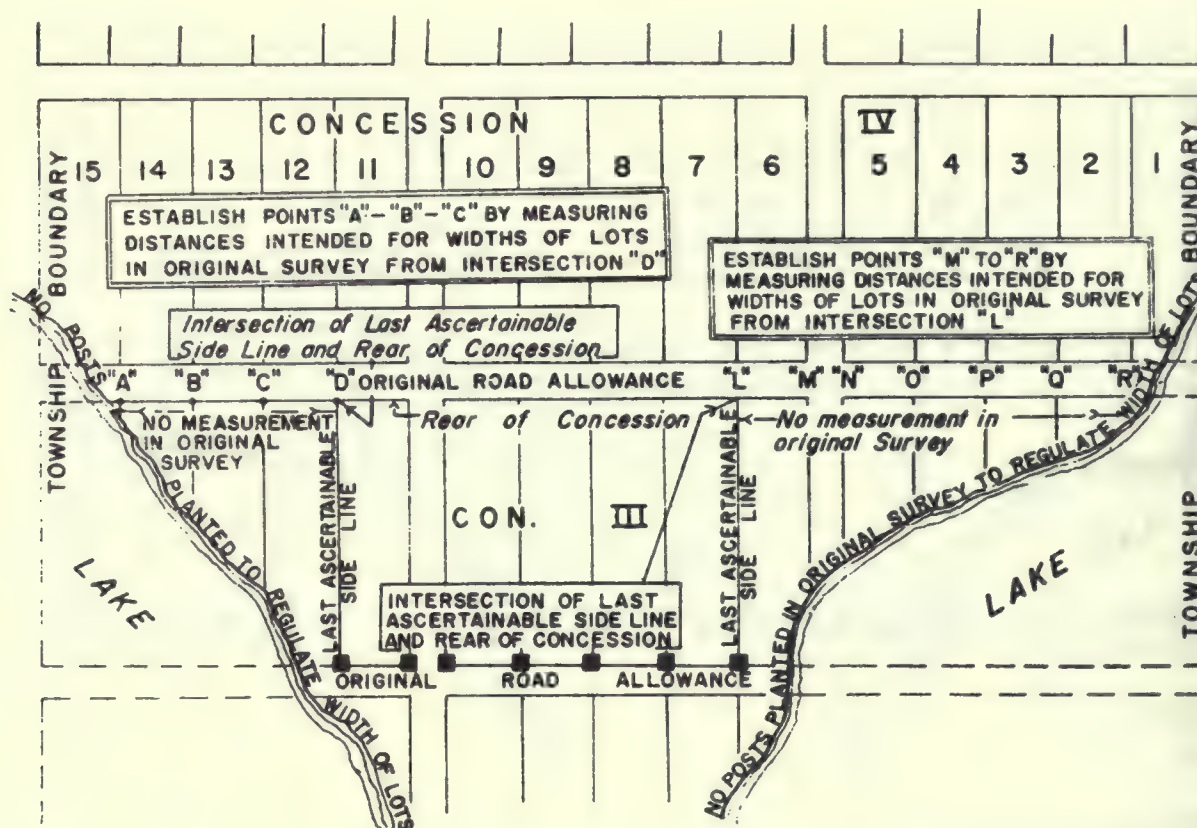 CONCESSION
IV
15 14 13 12 11 10 9 8 7 6 5 4 3 2 1
TOWNSHIP BOUNDARY
ESTABLISH POINTS "A"-"B"-"C" BY MEASURING
DISTANCES INTENDED FOR WIDTHS OF LOTS
IN ORIGINAL SURVEY FROM INTERSECTION "D"
ESTABLISH POINTS "M" TO "R" BY
MEASURING DISTANCES INTENDED FOR
WIDTHS OF LOTS IN ORIGINAL SURVEY
FROM INTERSECTION "L"
TOWNSHIP BOUNDARY
Intersection of Last Ascertainable
Side Line and Rear of Concession
"A" "B" "C" "D" ORIGINAL ROAD ALLOWANCE "L" "M" "N" "O" "P" "Q" "R"
NO MEASUREMENT
IN ORIGINAL
SURVEY
Rear of Concession
No measurement in
original Survey
NO POSTS PLANTED TO REGULATE WIDTH OF LOTS
LAKE
LAST ASCERTAINABLE
SIDE LINE
CON. III
LAST ASCERTAINABLE
SIDE LINE
NO POSTS PLANTED IN ORIGINAL SURVEY TO REGULATE WIDTH OF LOTS
LAKE
INTERSECTION OF LAST
ASCERTAINABLE SIDE LINE
AND REAR OF CONCESSION
ORIGINAL ROAD ALLOWANCE